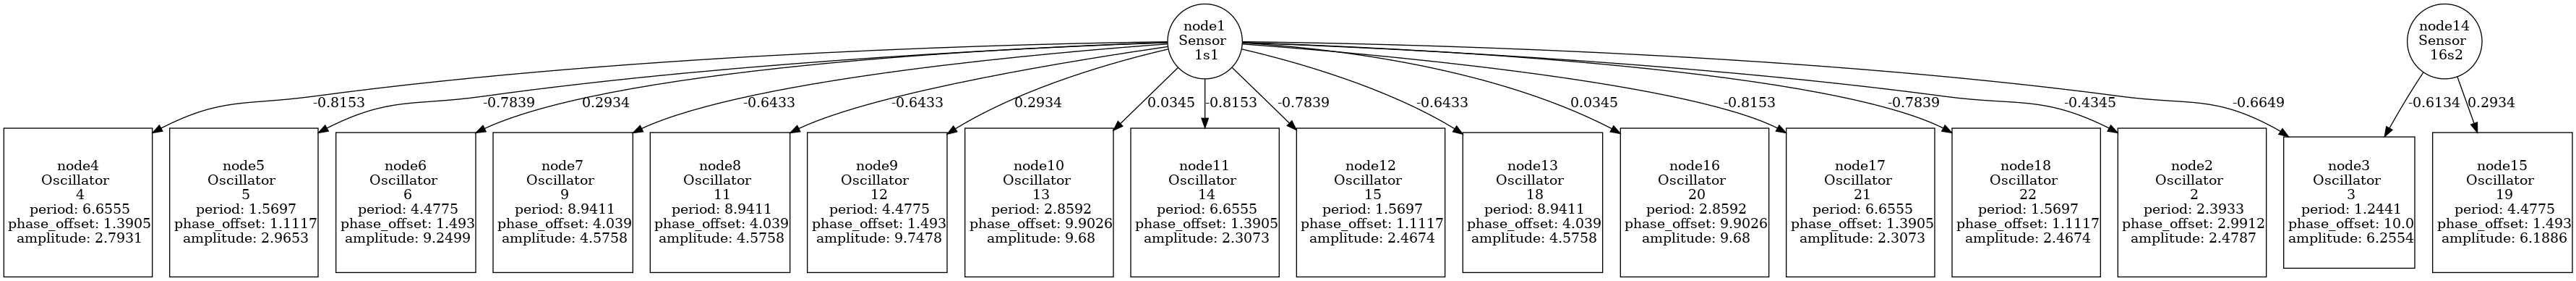 node1
Sensor
1s1
node14
Sensor
16s2
-0.8153
-0.7839
0.2934
-0.6433
-0.6433
0.2934
0.0345
-0.8153
-0.7839
-0.6433
0.0345
-0.8153
-0.7839
-0.4345
-0.6649
-0.6134
0.2934
node4
Oscillator
4
period: 6.6555
phase_offset: 1.3905
amplitude: 2.7931
node5
Oscillator
5
period: 1.5697
phase_offset: 1.1117
amplitude: 2.9653
node6
Oscillator
6
period: 4.4775
phase_offset: 1.493
amplitude: 9.2499
node7
Oscillator
9
period: 8.9411
phase_offset: 4.039
amplitude: 4.5758
node8
Oscillator
11
period: 8.9411
phase_offset: 4.039
amplitude: 4.5758
node9
Oscillator
12
period: 4.4775
phase_offset: 1.493
amplitude: 9.7478
node10
Oscillator
13
period: 2.8592
phase_offset: 9.9026
amplitude: 9.68
node11
Oscillator
14
period: 6.6555
phase_offset: 1.3905
amplitude: 2.3073
node12
Oscillator
15
period: 1.5697
phase_offset: 1.1117
amplitude: 2.4674
node13
Oscillator
18
period: 8.9411
phase_offset: 4.039
amplitude: 4.5758
node16
Oscillator
20
period: 2.8592
phase_offset: 9.9026
amplitude: 9.68
node17
Oscillator
21
period: 6.6555
phase_offset: 1.3905
amplitude: 2.3073
node18
Oscillator
22
period: 1.5697
phase_offset: 1.1117
amplitude: 2.4674
node2
Oscillator
2
period: 2.3933
phase_offset: 2.9912
amplitude: 2.4787
node3
Oscillator
3
period: 1.2441
phase_offset: 10.0
amplitude: 6.2554
node15
Oscillator
19
period: 4.4775
phase_offset: 1.493
amplitude: 6.1886